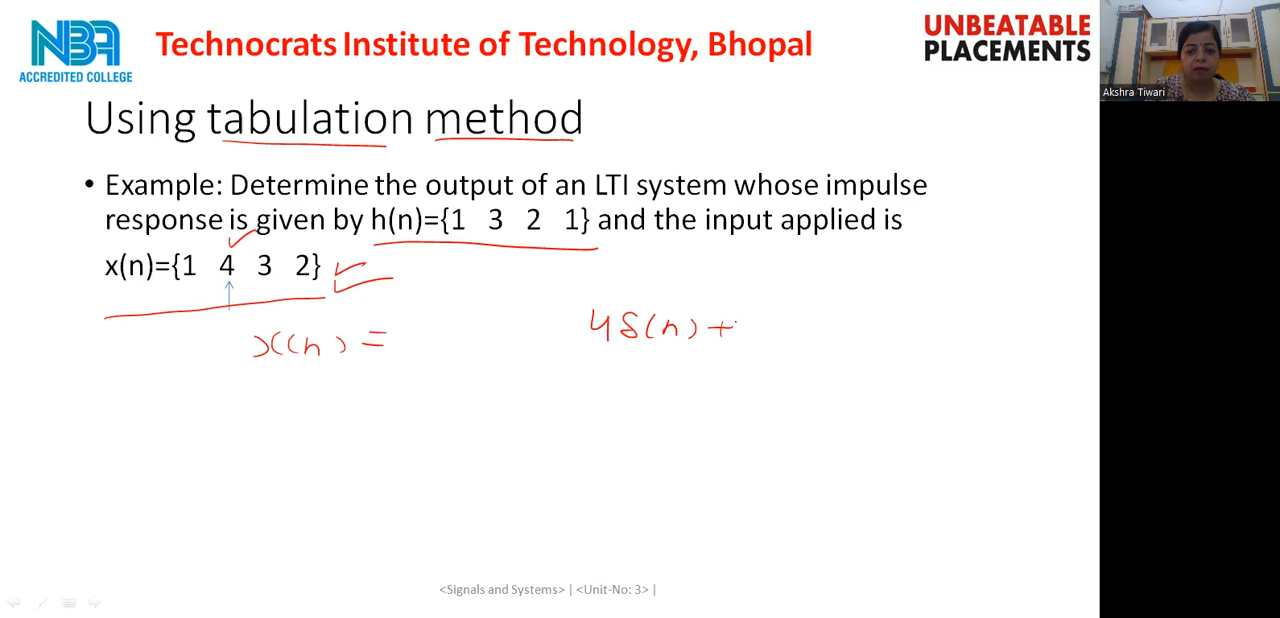 NBA
ACCREDITED COLLEGE
Technocrats Institute of Technology, Bhopal
UNBEATABLE
PLACEMENTS
Akshra Tiwari
Using tabulation method
• Example: Determine the output of an LTI system whose impulse
response is given by h(n)={1 3 2 1} and the input applied is
x(n)={1 4 3 2}
↑
x(n) = 4δ(n) +
<Signals and Systems> | <Unit-No: 3> |